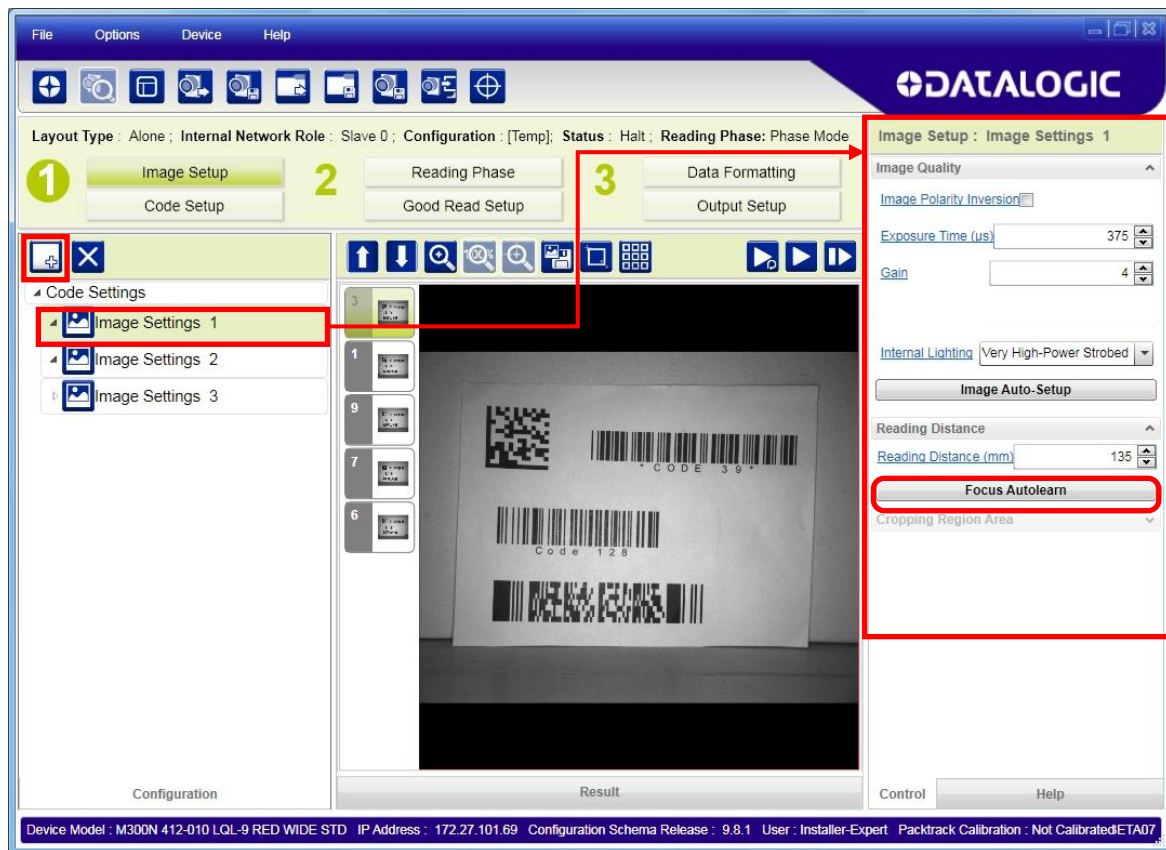 File Options Device Help
DATALOGIC
Layout Type : Alone ; Internal Network Role : Slave 0 ; Configuration : [Temp]; Status : Halt ; Reading Phase: Phase Mode
1 Image Setup 2 Reading Phase 3 Data Formatting
Code Setup Good Read Setup Output Setup
Code Settings
Image Settings 1
Image Settings 2
Image Settings 3
100%
3
1
9
7
6
* CODE 39 *
Code 128
Configuration
Result
Image Setup : Image Settings 1
Image Quality
Image Polarity Inversion
Exposure Time (µs) 375
Gain 4
Internal Lighting Very High-Power Strobed
Image Auto-Setup
Reading Distance
Reading Distance (mm) 135
Focus Autolearn
Cropping Region Area
Control Help
Device Model : M300N 412-010 LQL-9 RED WIDE STD IP Address : 172.27.101.69 Configuration Schema Release : 9.8.1 User : Installer-Expert Packtrack Calibration : Not Calibrated ETA07